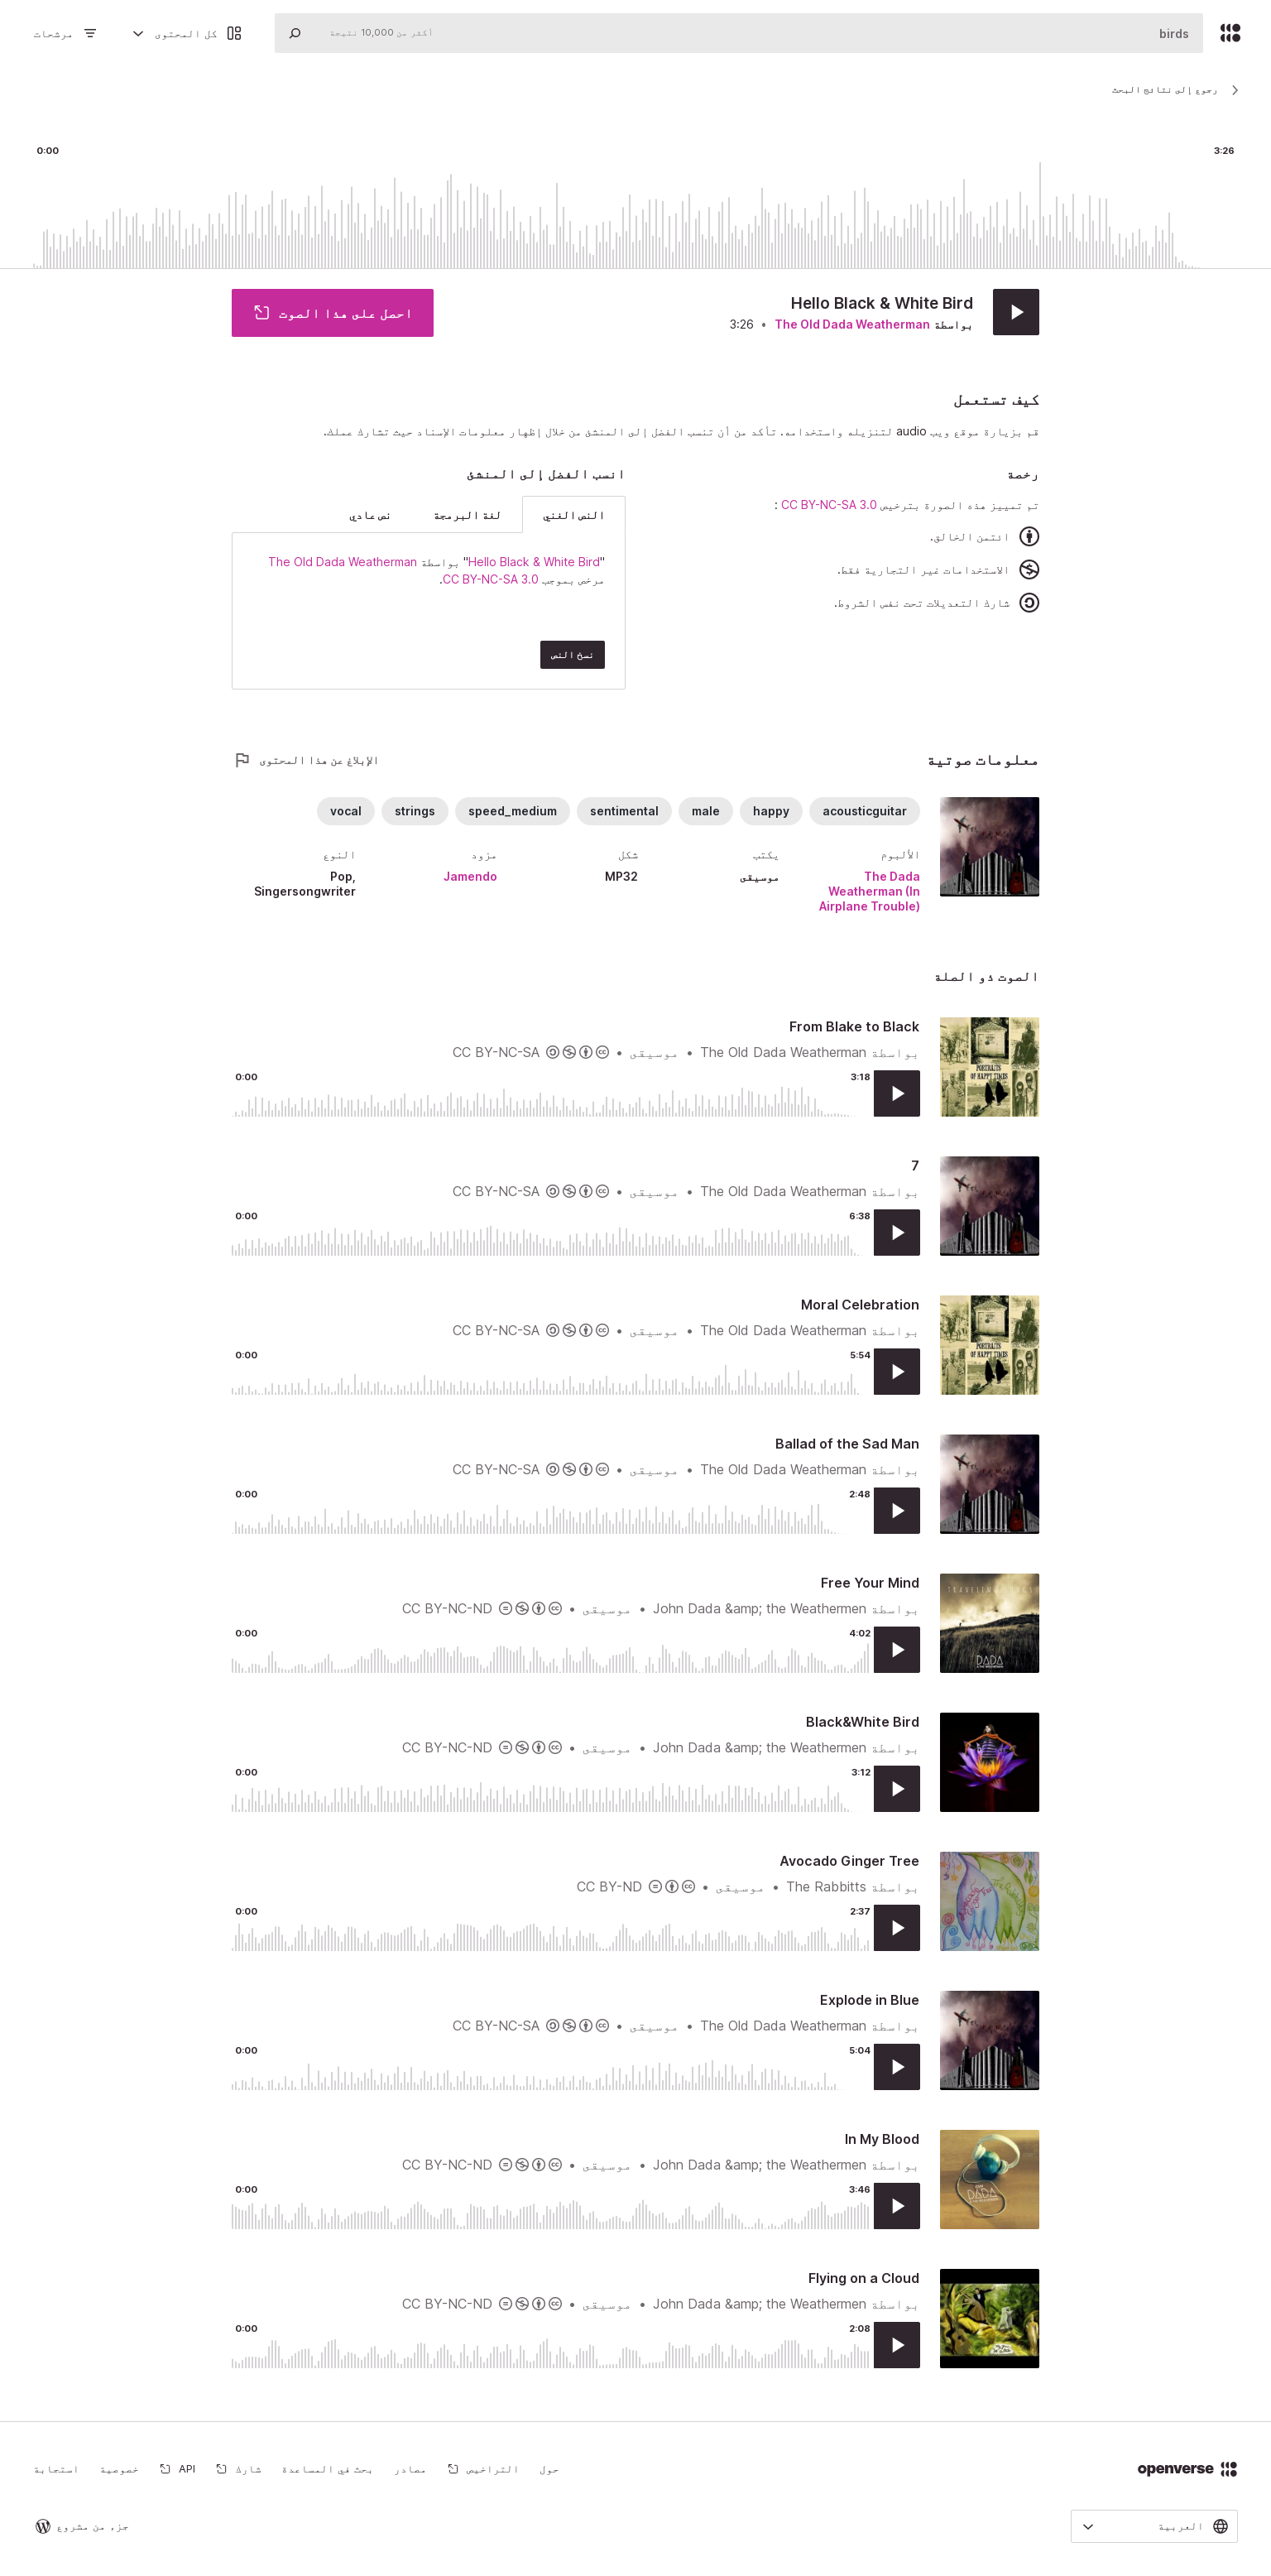 birds
أكثر من 10,000 نتيجة
كل المحتوى
مرشحات
رجوع إلى نتائج البحث
3:26
0:00
Hello Black & White Bird
بواسطة The Old Dada Weatherman • 3:26
احصل على هذا الصوت
كيف تستعمل
قم بزيارة موقع ويب audio لتنزيله واستخدامه. تأكد من أن تنسب الفضل إلى المنشئ من خلال إظهار معلومات الإسناد حيث تشارك عملك.
رخصة
تم تمييز هذه الصورة بترخيص CC BY-NC-SA 3.0 :
ائتمن الخالق.
الاستخدامات غير التجارية فقط.
شارك التعديلات تحت نفس الشروط.
انسب الفضل إلى المنشئ
النص الغني
لغة البرمجة
نص عادي
"Hello Black & White Bird" بواسطة The Old Dada Weatherman
مرخص بموجب CC BY-NC-SA 3.0.
نسخ النص
معلومات صوتية
الإبلاغ عن هذا المحتوى
acousticguitar
happy
male
sentimental
speed_medium
strings
vocal
الألبوم
The Dada
Weatherman (In
Airplane Trouble)
يكتب
موسيقى
شكل
MP32
مزود
Jamendo
النوع
Pop,
Singersongwriter
الصوت ذو الصلة
From Blake to Black
بواسطة The Old Dada Weatherman • موسيقى • CC BY-NC-SA
3:18
0:00
PORTRAITS
OF HAPPY TIMES
7
بواسطة The Old Dada Weatherman • موسيقى • CC BY-NC-SA
6:38
0:00
Moral Celebration
بواسطة The Old Dada Weatherman • موسيقى • CC BY-NC-SA
5:54
0:00
PORTRAITS
OF HAPPY TIMES
Ballad of the Sad Man
بواسطة The Old Dada Weatherman • موسيقى • CC BY-NC-SA
2:48
0:00
Free Your Mind
بواسطة John Dada &amp; the Weathermen • موسيقى • CC BY-NC-ND
4:02
0:00
DADA
Black&White Bird
بواسطة John Dada &amp; the Weathermen • موسيقى • CC BY-NC-ND
3:12
0:00
Avocado Ginger Tree
بواسطة The Rabbitts • موسيقى • CC BY-ND
2:37
0:00
Explode in Blue
بواسطة The Old Dada Weatherman • موسيقى • CC BY-NC-SA
5:04
0:00
In My Blood
بواسطة John Dada &amp; the Weathermen • موسيقى • CC BY-NC-ND
3:46
0:00
DADA
Flying on a Cloud
بواسطة John Dada &amp; the Weathermen • موسيقى • CC BY-NC-ND
2:08
0:00
openverse
حول
التراخيص
مصادر
بحث في المساعدة
شارك
API
خصوصية
استجابة
العربية
جزء من مشروع